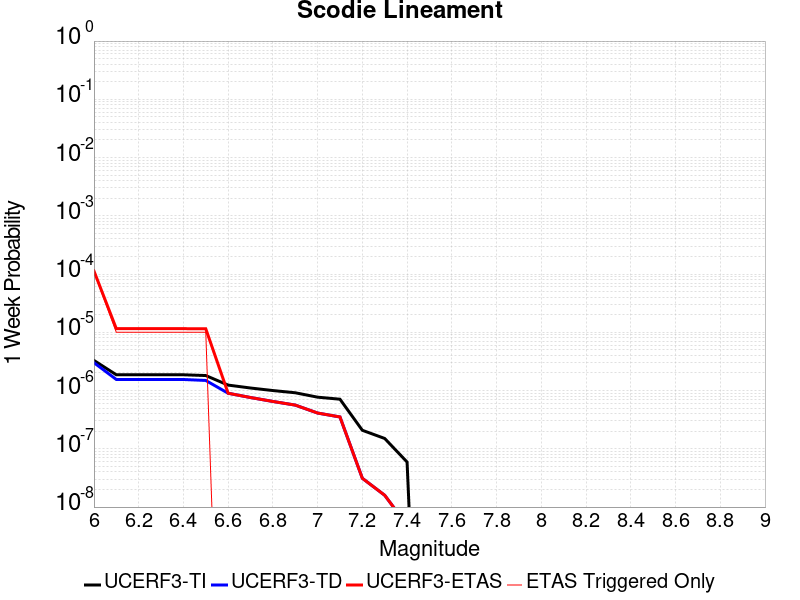 Scodie Lineament
10^0
10^-1
10^-2
10^-3
10^-4
10^-5
10^-6
10^-7
10^-8
1 Week Probability
6 6.2 6.4 6.6 6.8 7 7.2 7.4 7.6 7.8 8 8.2 8.4 8.6 8.8 9
Magnitude
UCERF3-TI UCERF3-TD UCERF3-ETAS ETAS Triggered Only